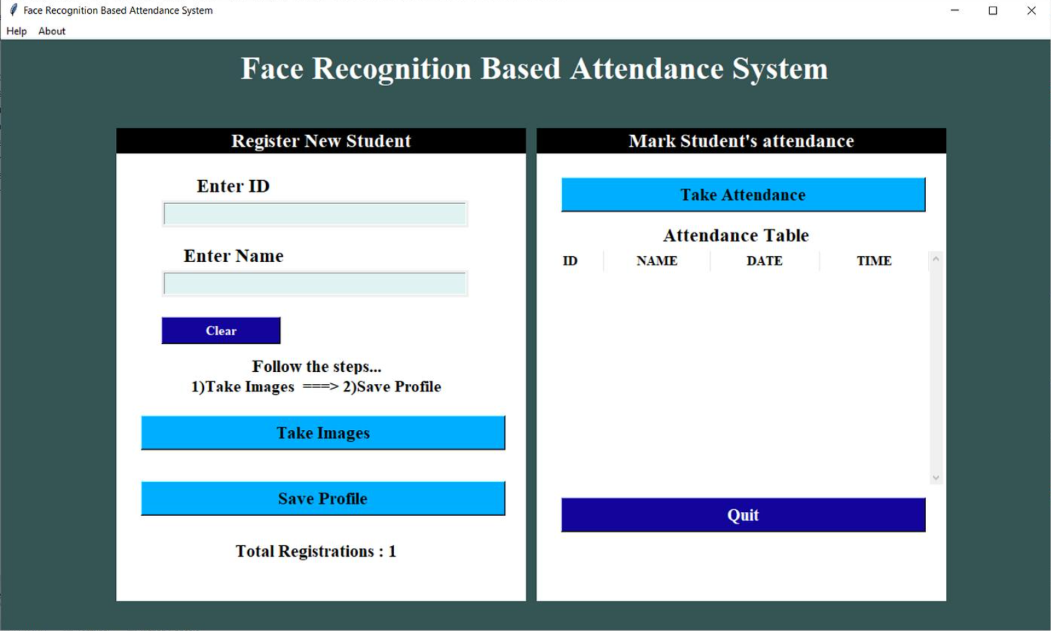 Face Recognition Based Attendance System
Help About
Face Recognition Based Attendance System
Register New Student
Enter ID
Enter Name
Clear
Follow the steps...
1)Take Images ===> 2)Save Profile
Take Images
Save Profile
Total Registrations : 1
Mark Student's attendance
Take Attendance
Attendance Table
ID NAME DATE TIME
Quit